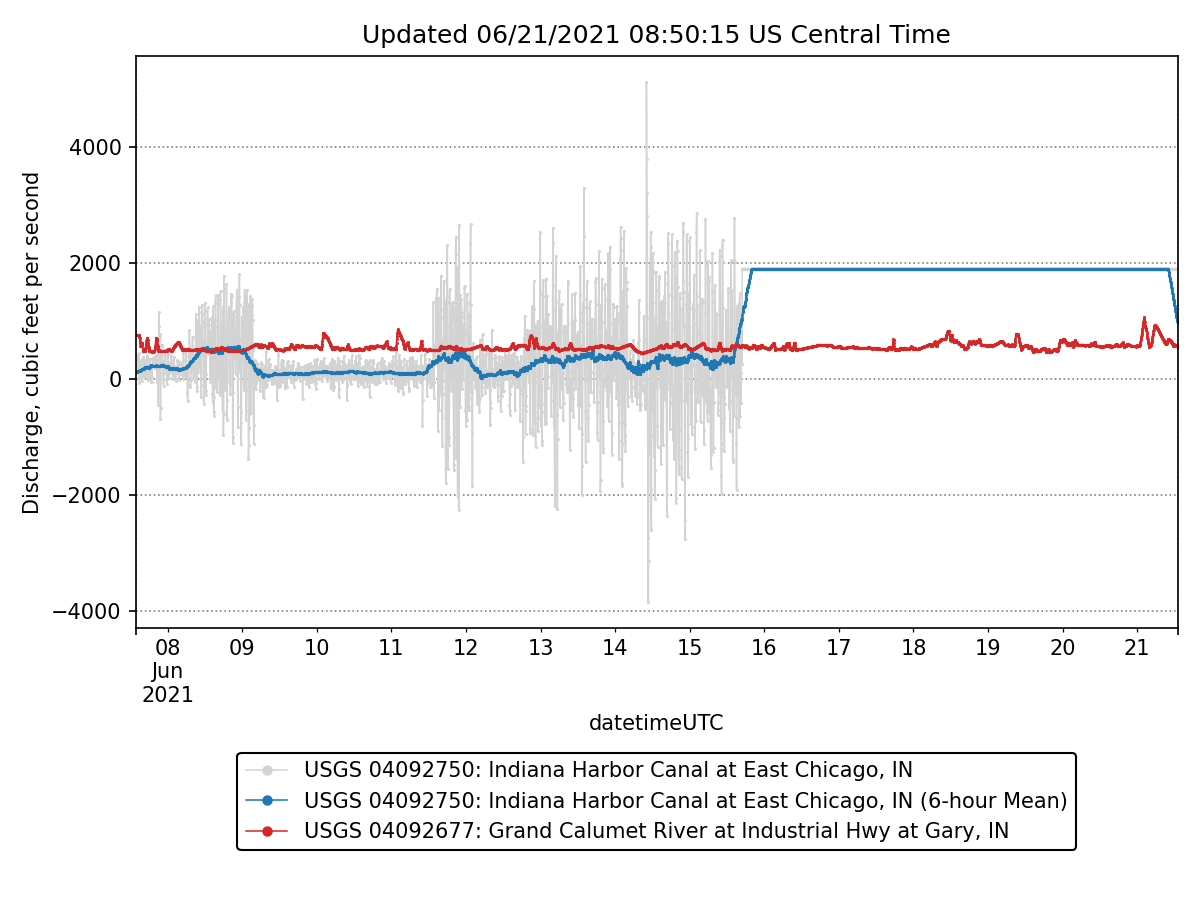 Updated 06/21/2021 08:50:15 US Central Time
Discharge, cubic feet per second
4000
2000
0
−2000
−4000
08 09 10 11 12 13 14 15 16 17 18 19 20 21
Jun
2021
datetimeUTC
USGS 04092750: Indiana Harbor Canal at East Chicago, IN
USGS 04092750: Indiana Harbor Canal at East Chicago, IN (6-hour Mean)
USGS 04092677: Grand Calumet River at Industrial Hwy at Gary, IN